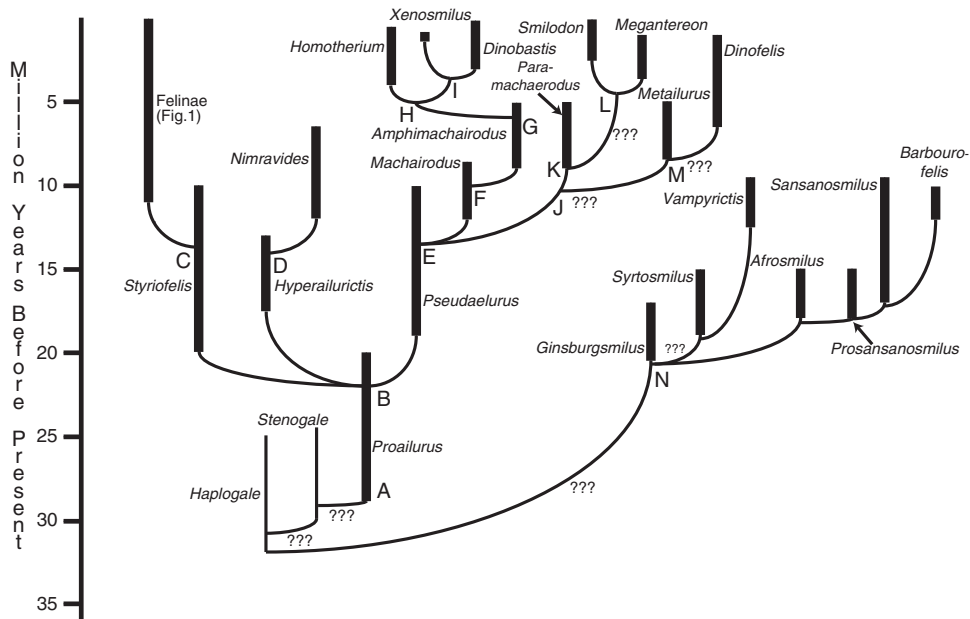 Million Years Before Present
5
10
15
20
25
30
35
Xenosmilus
Homotherium
Dinobastis
Smilodon
Megantereon
Para-
machaerodus
Dinofelis
Felinae
(Fig.1)
I
H
L
Metailurus
G
Amphimachairodus
???
Nimravides
Machairodus
K
M
???
Barbouro-
felis
F
J
???
Vampyrictis
Sansanosmilus
C
D
E
Styriofelis
Hyperailurictis
Pseudaelurus
Syrtosmilus
Afrosmilus
Ginsburgsmilus
???
Prosansanosmilus
N
B
Stenogale
Proailurus
Haplogale
A
???
???
???